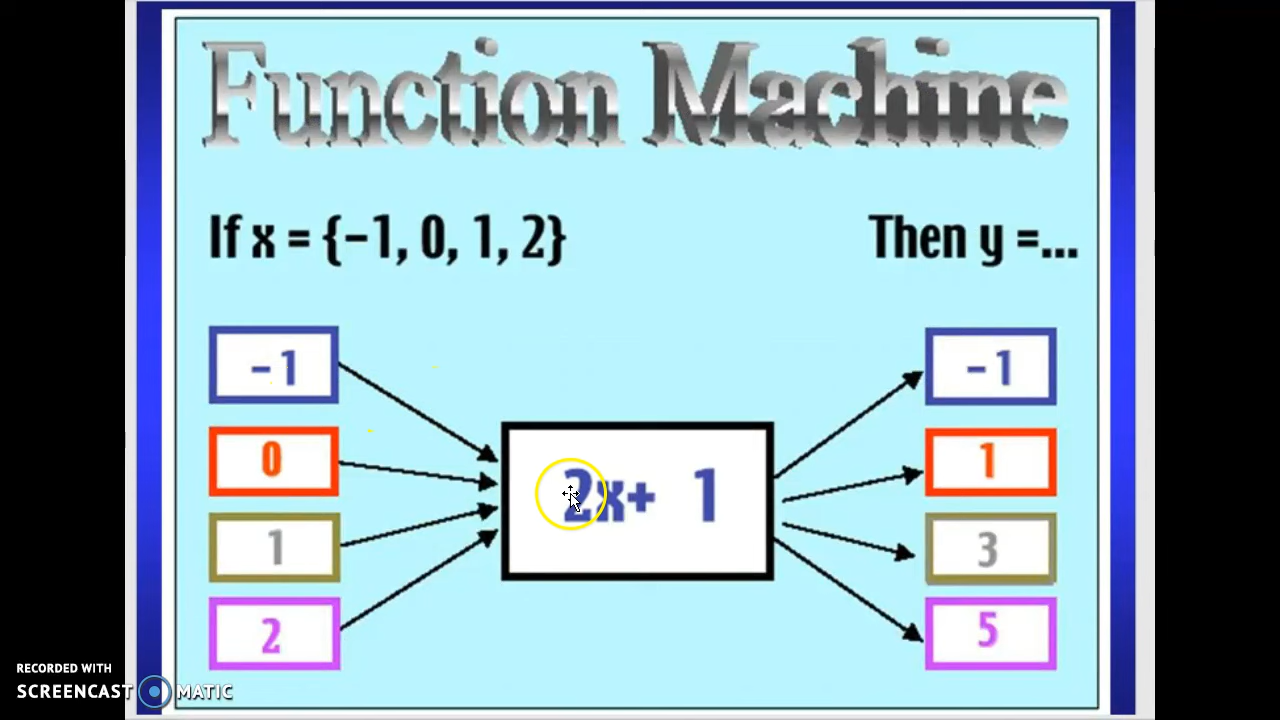 Function Machine
If x = {-1, 0, 1, 2} Then y =...
-1 -1
0 1
2x+ 1
1 3
2 5
RECORDED WITH
SCREENCAST MATIC